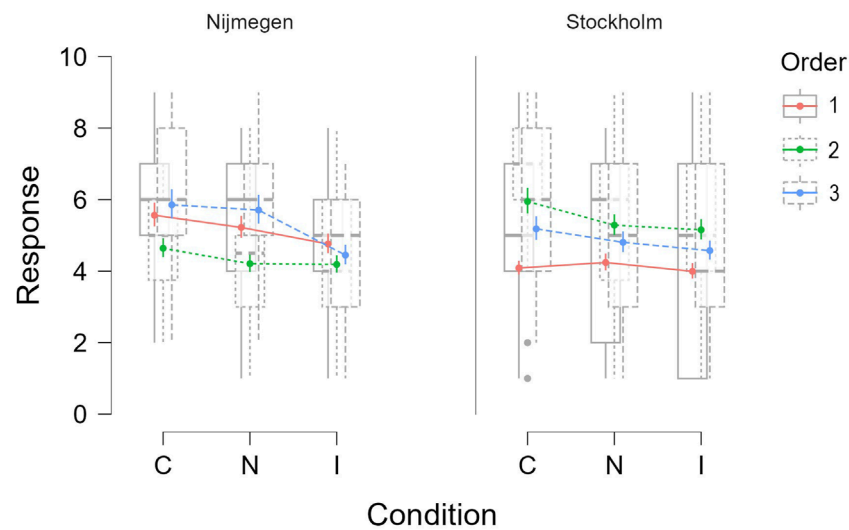 Nijmegen
Stockholm
Order
1
2
3
Response
10
8
6
4
2
0
C N I
C N I
Condition